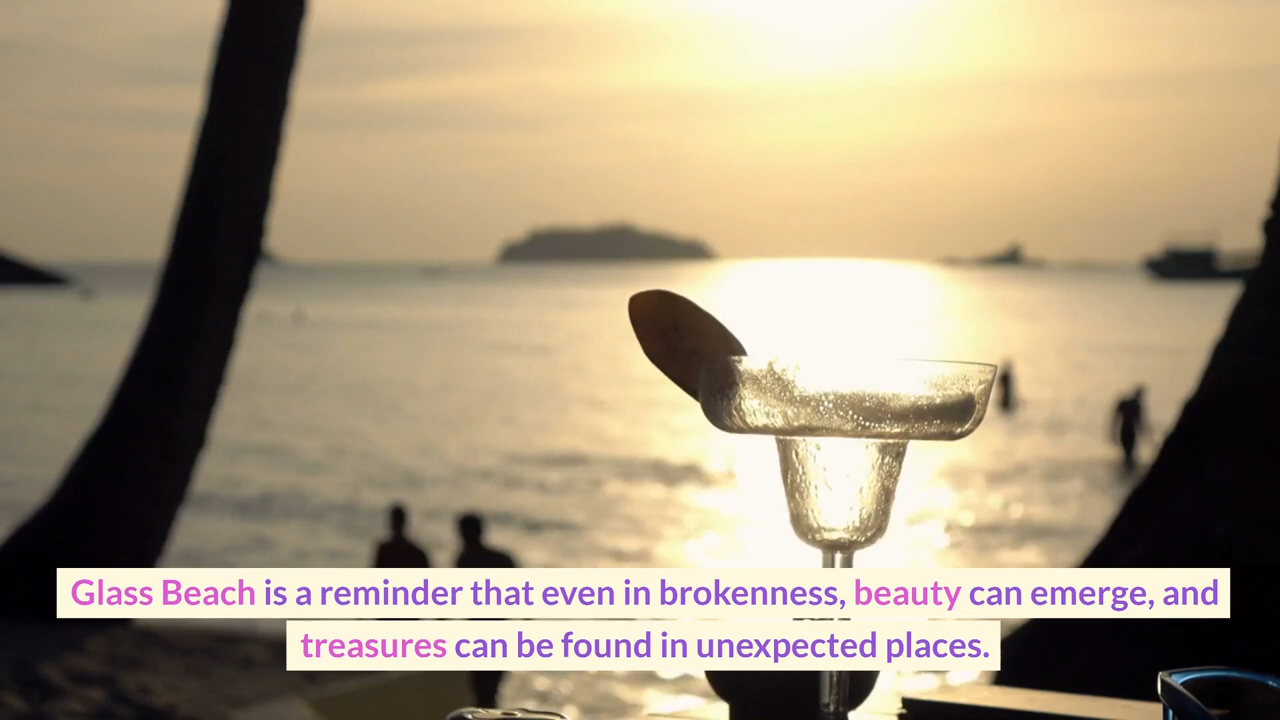 Glass Beach is a reminder that even in brokenness, beauty can emerge, and
treasures can be found in unexpected places.